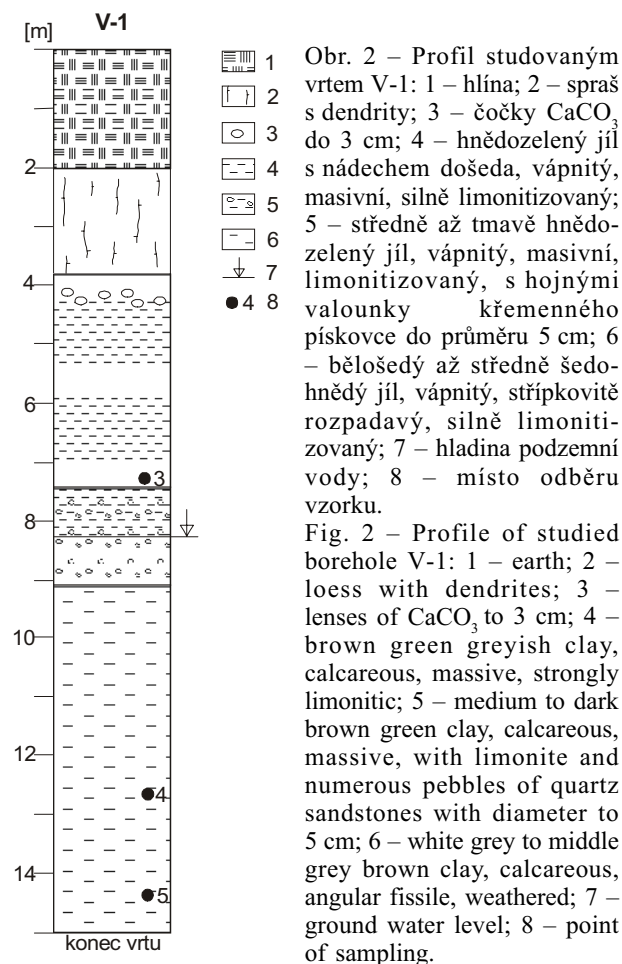 [m]
V-1
2
4
6
3
8
10
12
4
14
5
konec vrtu
1
2
3
4
5
6
7
4 8
Obr. 2 – Profil studovaným
vrtem V-1: 1 – hlína; 2 – spraš
s dendrity; 3 – čočky CaCO₃
do 3 cm; 4 – hnědozelený jíl
s nádechem došeda, vápnitý,
masivní, silně limonitizovaný;
5 – středně až tmavě hnědo-
zelený jíl, vápnitý, masivní,
limonitizovaný, s hojnými
valounky křemenného
pískovce do průměru 5 cm; 6
– bělošedý až středně šedo-
hnědý jíl, vápnitý, střípkovitě
rozpadavý, silně limoniti-
zovaný; 7 – hladina podzemní
vody; 8 – místo odběru
vzorku.
Fig. 2 – Profile of studied
borehole V-1: 1 – earth; 2 –
loess with dendrites; 3 –
lenses of CaCO₃ to 3 cm; 4 –
brown green greyish clay,
calcareous, massive, strongly
limonitic; 5 – medium to dark
brown green clay, calcareous,
massive, with limonite and
numerous pebbles of quartz
sandstones with diameter to
5 cm; 6 – white grey to middle
grey brown clay, calcareous,
angular fissile, weathered; 7 –
ground water level; 8 – point
of sampling.